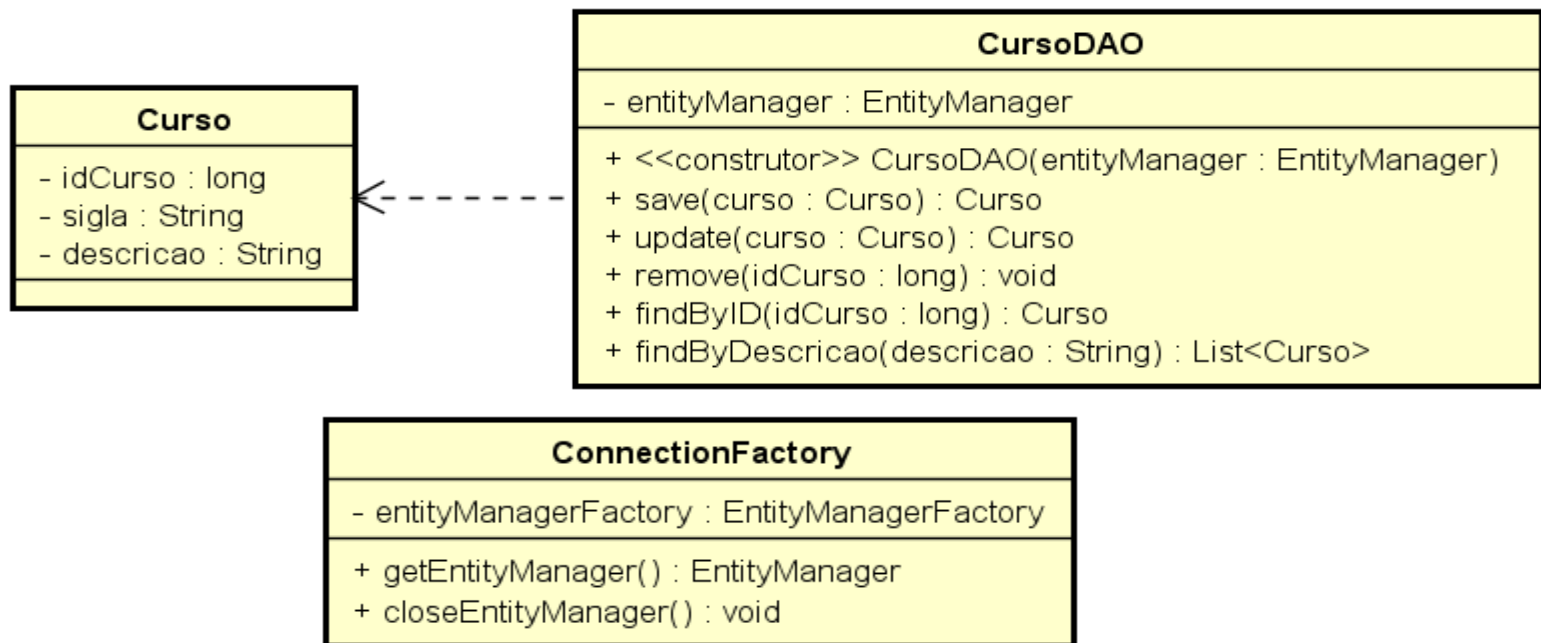 Curso
- idCurso : long
- sigla : String
- descricao : String
CursoDAO
- entityManager : EntityManager
+ <<construtor>> CursoDAO(entityManager : EntityManager)
+ save(curso : Curso) : Curso
+ update(curso : Curso) : Curso
+ remove(idCurso : long) : void
+ findByID(idCurso : long) : Curso
+ findByDescricao(descricao : String) : List<Curso>
ConnectionFactory
- entityManagerFactory : EntityManagerFactory
+ getEntityManager() : EntityManager
+ closeEntityManager() : void